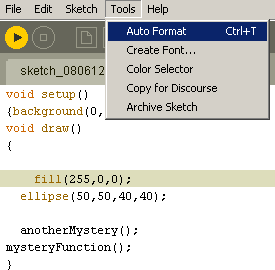 File Edit Sketch Tools Help
Auto Format Ctrl+T
Create Font...
Color Selector
Copy for Discourse
Archive Sketch
sketch_080612
void setup()
{background(0,
void draw()
{
fill(255,0,0);
ellipse(50,50,40,40);
anotherMystery();
mysteryFunction();
}